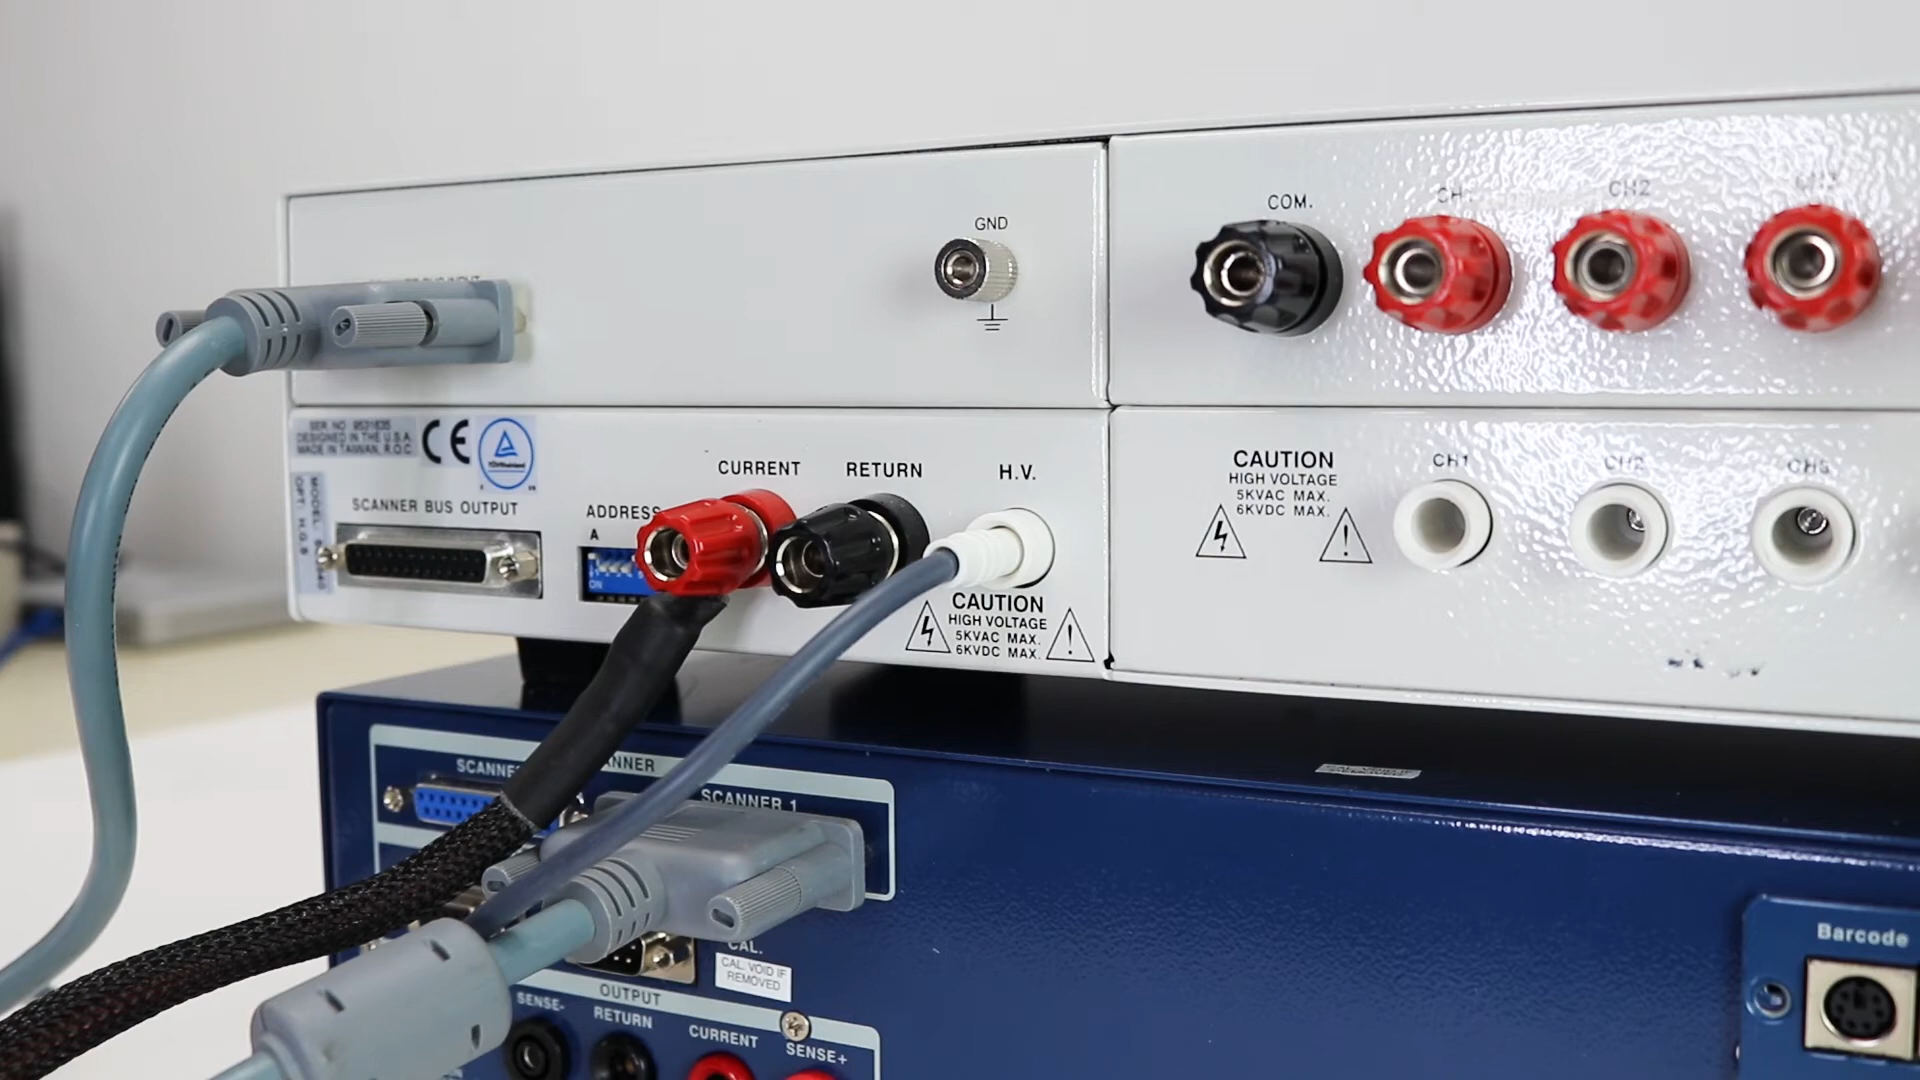 GND
COM.
CH2
SER. NO 9531635
DESIGNED IN THE U.S.A.
MADE IN TAIWAN, R.O.C.
CE
SCANNER BUS OUTPUT
ADDRESS
A
ON
CURRENT
RETURN
H.V.
CAUTION
HIGH VOLTAGE
5KVAC MAX.
6KVDC MAX.
CAUTION
HIGH VOLTAGE
5KVAC MAX.
6KVDC MAX.
CH1
CH2
SCANNER 1
CAL.
CAL. VOID IF
REMOVED
OUTPUT
SENSE-
RETURN
CURRENT
SENSE+
Barcode